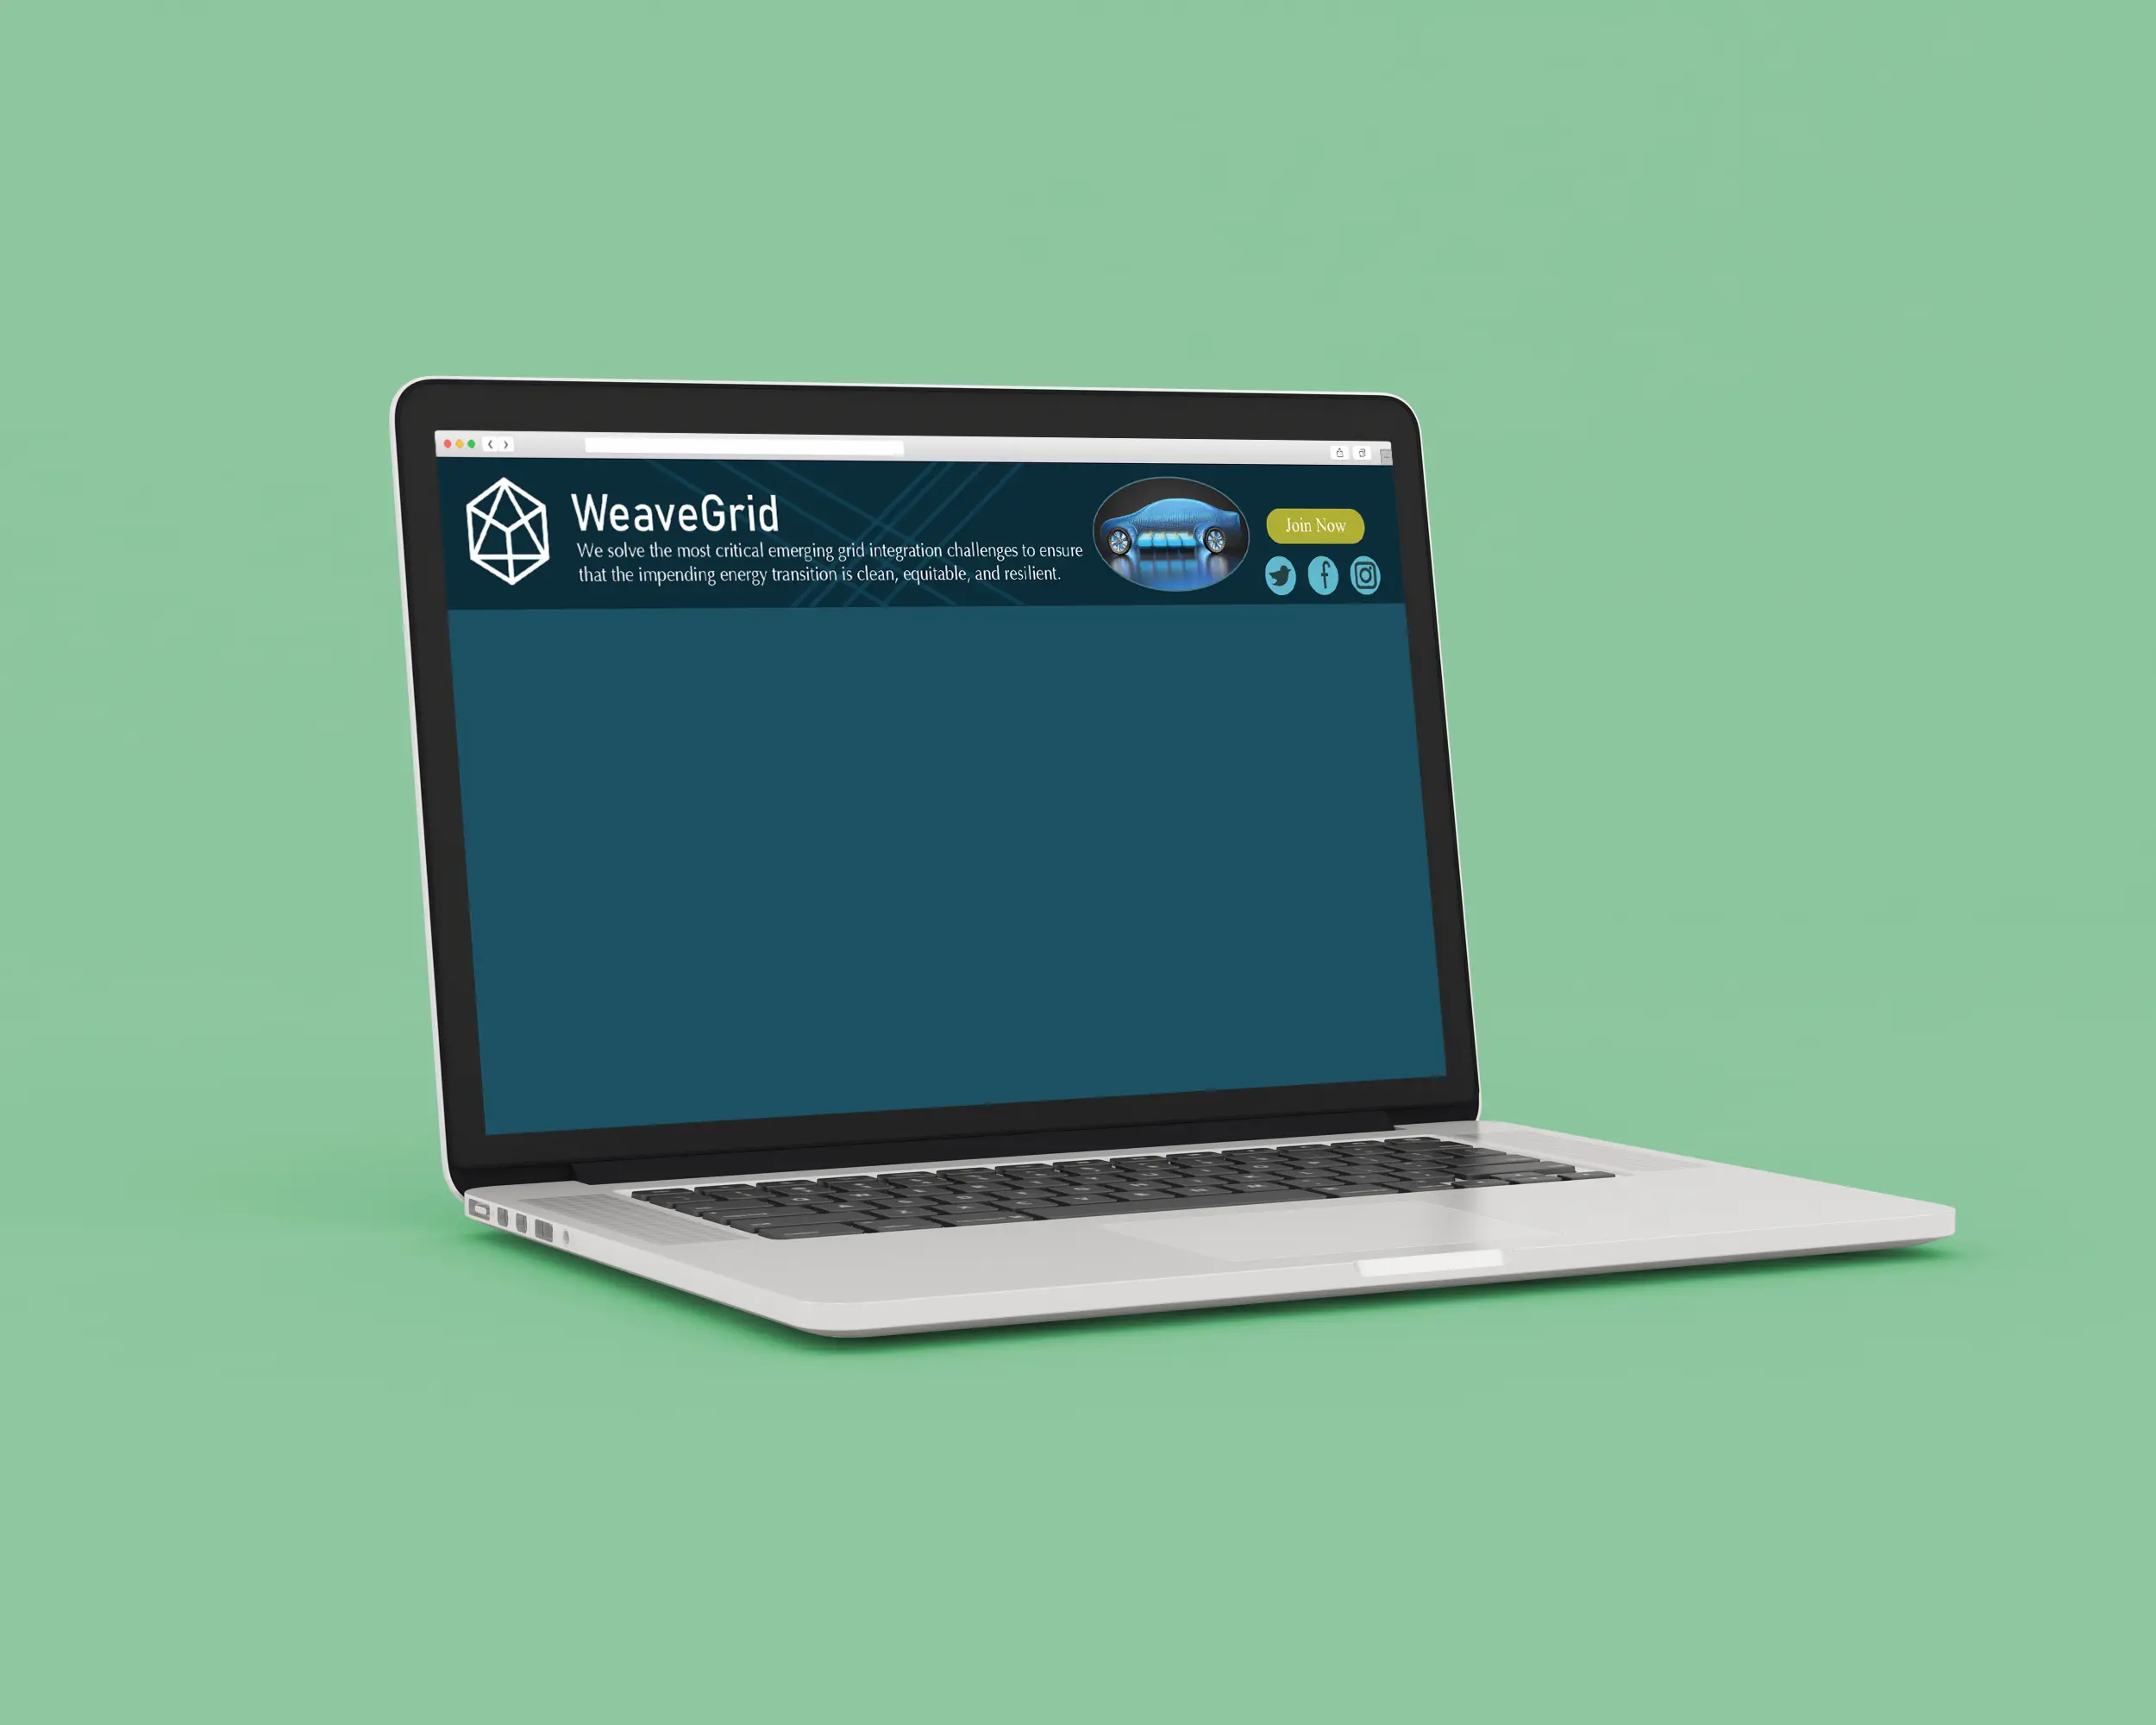 WeaveGrid
We solve the most critical emerging grid integration challenges to ensure
that the impending energy transition is clean, equitable, and resilient.
Join Now